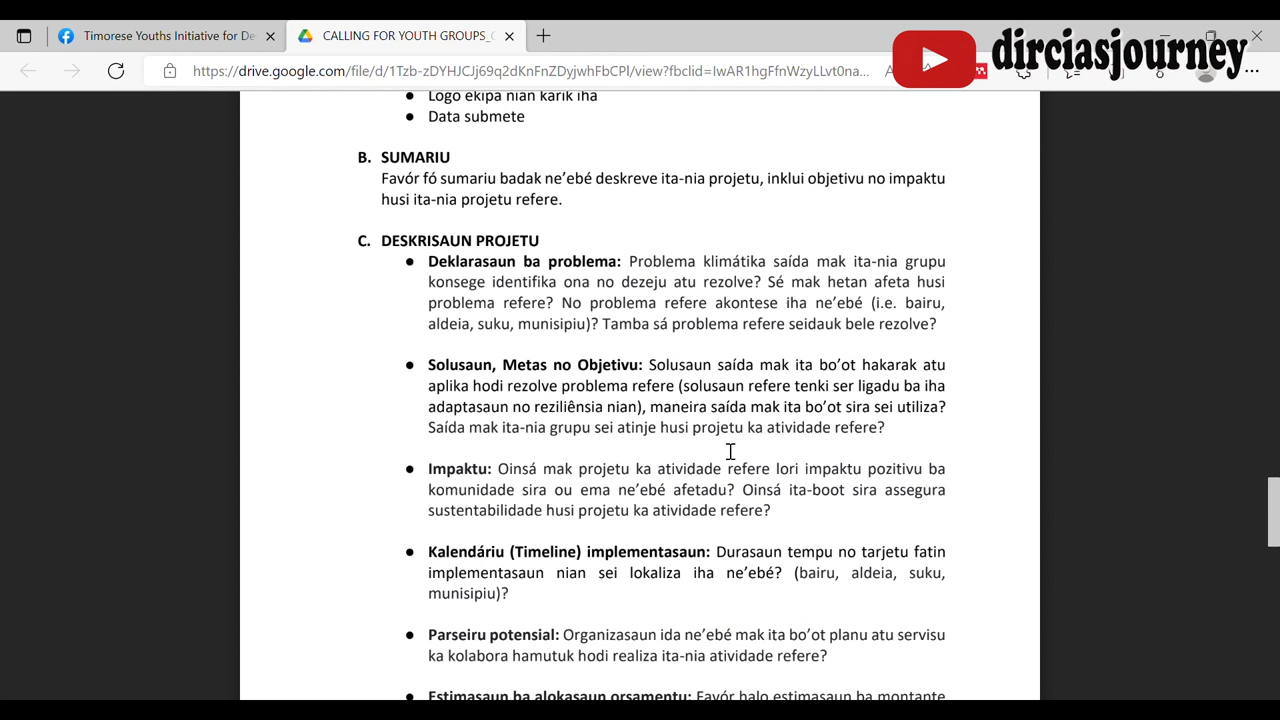 Timorese Youths Initiative for De
CALLING FOR YOUTH GROUPS_
dirciasjourney
https://drive.google.com/file/d/1Tzb-zDYHJCJj69q2dKnFnZDyjwhFbCPl/view?fbclid=IwAR1hgFfnWzyLLvt0na...
● Logo ekipa nian karik iha
● Data submete
B. SUMARIU
Favór fó sumariu badak ne’ebé deskreve ita-nia projetu, inklui objetivu no impaktu
husi ita-nia projetu refere.
C. DESKRISAUN PROJETU
● Deklarasaun ba problema: Problema klimátika saída mak ita-nia grupu
konsege identifika ona no dezeju atu rezolve? Sé mak hetan afeta husi
problema refere? No problema refere akontese iha ne’ebé (i.e. bairu,
aldeia, suku, munisipiu)? Tamba sá problema refere seidauk bele rezolve?
● Solusaun, Metas no Objetivu: Solusaun saída mak ita bo’ot hakarak atu
aplika hodi rezolve problema refere (solusaun refere tenki ser ligadu ba iha
adaptasaun no reziliênsia nian), maneira saída mak ita bo’ot sira sei utiliza?
Saída mak ita-nia grupu sei atinje husi projetu ka atividade refere?
● Impaktu: Oinsá mak projetu ka atividade refere lori impaktu pozitivu ba
komunidade sira ou ema ne’ebé afetadu? Oinsá ita-boot sira assegura
sustentabilidade husi projetu ka atividade refere?
● Kalendáriu (Timeline) implementasaun: Durasaun tempu no tarjetu fatin
implementasaun nian sei lokaliza iha ne’ebé? (bairu, aldeia, suku,
munisipiu)?
● Parseiru potensial: Organizasaun ida ne’ebé mak ita bo’ot planu atu servisu
ka kolabora hamutuk hodi realiza ita-nia atividade refere?
● Estimasaun ba alokasaun orsamentu: Favór halo estimasaun ba montante